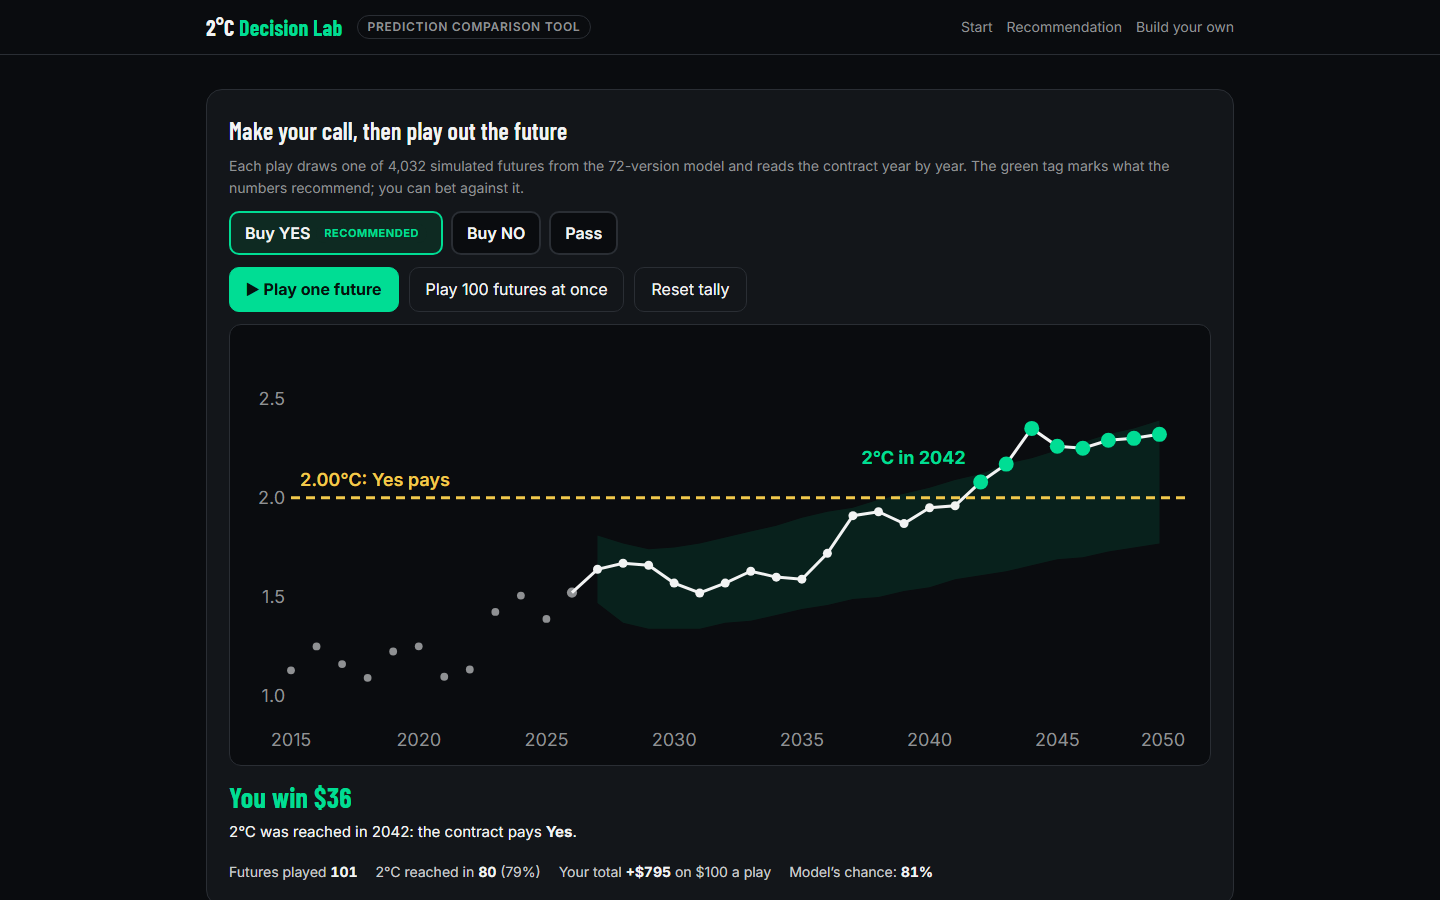 2°C Decision Lab PREDICTION COMPARISON TOOL Start Recommendation Build your own
Make your call, then play out the future
Each play draws one of 4,032 simulated futures from the 72-version model and reads the contract year by year. The green tag marks what the
numbers recommend; you can bet against it.
Buy YES RECOMMENDED Buy NO Pass
▶ Play one future Play 100 futures at once Reset tally
2.5
2°C in 2042
2.00°C: Yes pays
2.0
1.5
1.0
2015 2020 2025 2030 2035 2040 2045 2050
You win $36
2°C was reached in 2042: the contract pays Yes.
Futures played 101 2°C reached in 80 (79%) Your total +$795 on $100 a play Model's chance: 81%